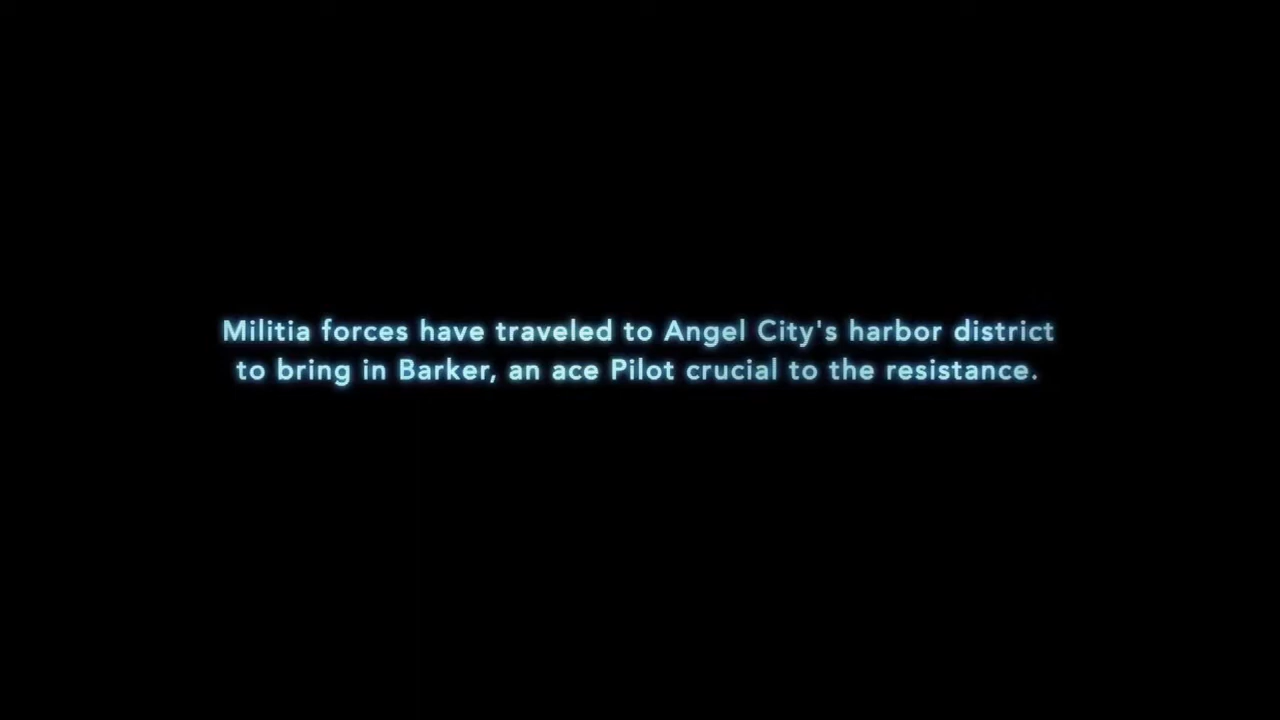 Militia forces have traveled to Angel City's harbor district
to bring in Barker, an ace Pilot crucial to the resistance.